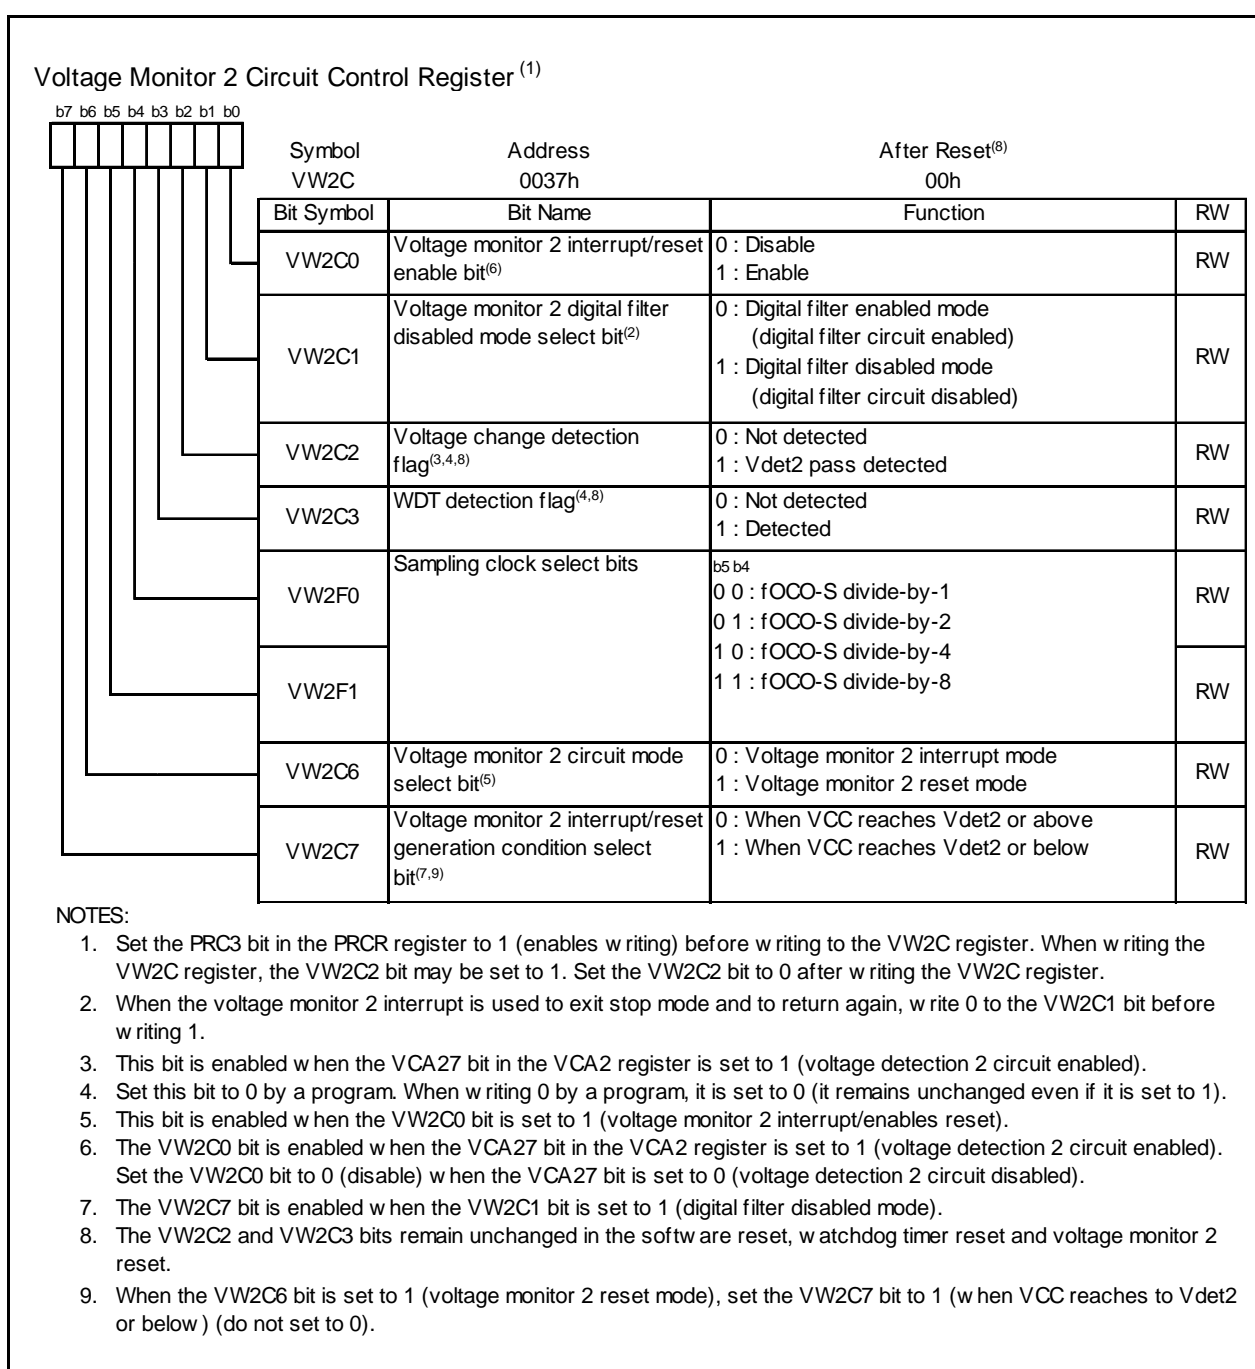 Voltage Monitor 2 Circuit Control Register (1)
b7 b6 b5 b4 b3 b2 b1 b0
Symbol Address After Reset(8)
VW2C 0037h 00h
Bit Symbol Bit Name Function RW
VW2C0 Voltage monitor 2 interrupt/reset enable bit(6) 0 : Disable RW
1 : Enable
VW2C1 Voltage monitor 2 digital filter
disabled mode select bit(2)
0 : Digital filter enabled mode
(digital filter circuit enabled)
1 : Digital filter disabled mode
(digital filter circuit disabled)
RW
VW2C2
Voltage change detection
flag(3,4,8)
0 : Not detected
1 : Vdet2 pass detected
RW
VW2C3
WDT detection flag(4,8)
0 : Not detected
1 : Detected
RW
VW2F0
Sampling clock select bits
b5 b4
0 0 : fOCO-S divide-by-1
0 1 : fOCO-S divide-by-2
1 0 : fOCO-S divide-by-4
1 1 : fOCO-S divide-by-8
RW
VW2F1
RW
VW2C6
Voltage monitor 2 circuit mode
select bit(5)
0 : Voltage monitor 2 interrupt mode
1 : Voltage monitor 2 reset mode
RW
VW2C7
Voltage monitor 2 interrupt/reset
generation condition select
bit(7,9)
0 : When VCC reaches Vdet2 or above
1 : When VCC reaches Vdet2 or below
RW
NOTES:
1. Set the PRC3 bit in the PRCR register to 1 (enables writing) before writing to the VW2C register. When writing the
VW2C register, the VW2C2 bit may be set to 1. Set the VW2C2 bit to 0 after writing the VW2C register.
2. When the voltage monitor 2 interrupt is used to exit stop mode and to return again, write 0 to the VW2C1 bit before
writing 1.
3. This bit is enabled when the VCA27 bit in the VCA2 register is set to 1 (voltage detection 2 circuit enabled).
4. Set this bit to 0 by a program. When writing 0 by a program, it is set to 0 (it remains unchanged even if it is set to 1).
5. This bit is enabled when the VW2C0 bit is set to 1 (voltage monitor 2 interrupt/enables reset).
6. The VW2C0 bit is enabled when the VCA27 bit in the VCA2 register is set to 1 (voltage detection 2 circuit enabled).
Set the VW2C0 bit to 0 (disable) when the VCA27 bit is set to 0 (voltage detection 2 circuit disabled).
7. The VW2C7 bit is enabled when the VW2C1 bit is set to 1 (digital filter disabled mode).
8. The VW2C2 and VW2C3 bits remain unchanged in the software reset, watchdog timer reset and voltage monitor 2
reset.
9. When the VW2C6 bit is set to 1 (voltage monitor 2 reset mode), set the VW2C7 bit to 1 (when VCC reaches to Vdet2
or below) (do not set to 0).